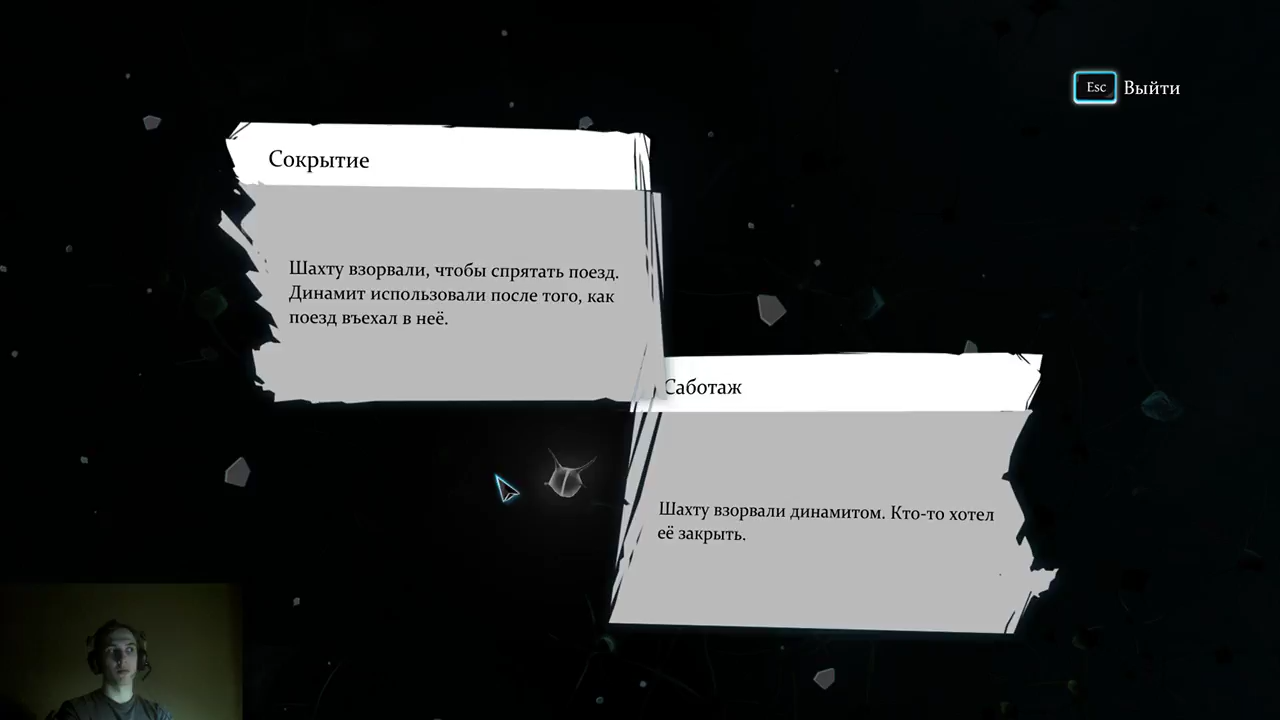 Esc Выйти
Сокрытие
Шахту взорвали, чтобы спрятать поезд.
Динамит использовали после того, как
поезд въехал в неё.
Саботаж
Шахту взорвали динамитом. Кто-то хотел
её закрыть.